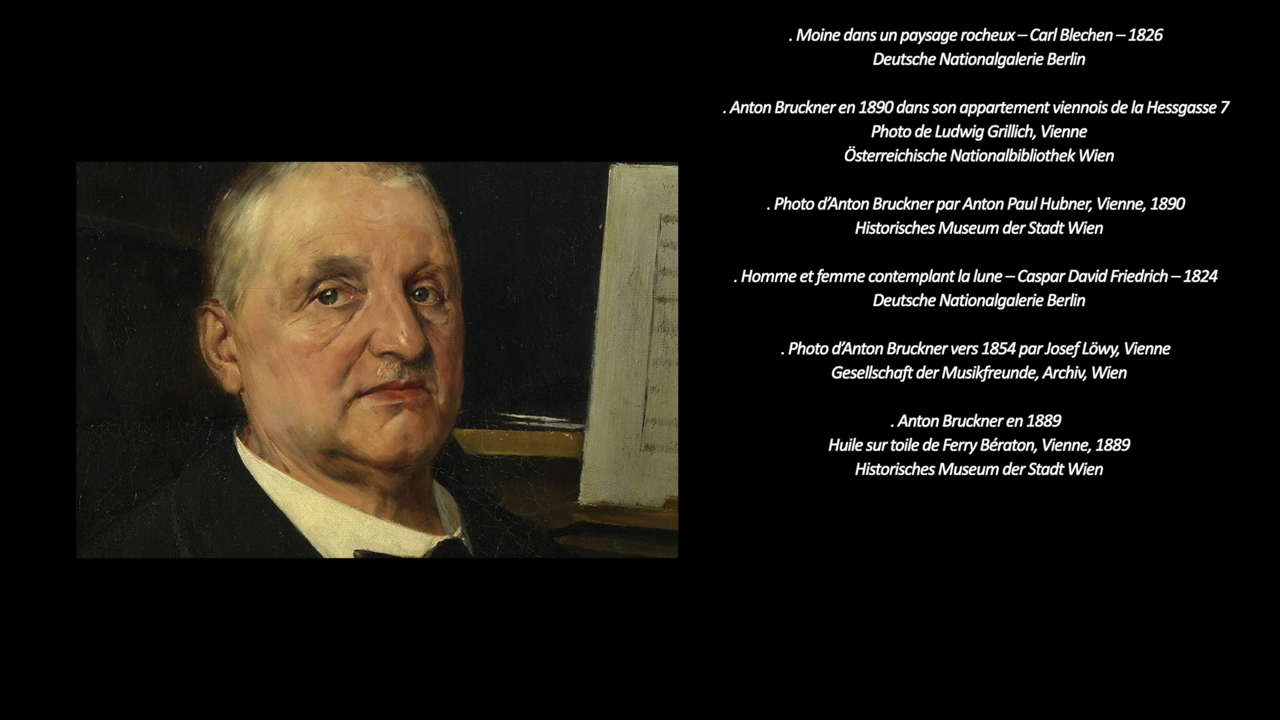 . Moine dans un paysage rocheux – Carl Blechen – 1826
Deutsche Nationalgalerie Berlin
. Anton Bruckner en 1890 dans son appartement viennois de la Hessgasse 7
Photo de Ludwig Grillich, Vienne
Österreichische Nationalbibliothek Wien
. Photo d’Anton Bruckner par Anton Paul Hubner, Vienne, 1890
Historisches Museum der Stadt Wien
. Homme et femme contemplant la lune – Caspar David Friedrich – 1824
Deutsche Nationalgalerie Berlin
. Photo d’Anton Bruckner vers 1854 par Josef Löwy, Vienne
Gesellschaft der Musikfreunde, Archiv, Wien
. Anton Bruckner en 1889
Huile sur toile de Ferry Bératon, Vienne, 1889
Historisches Museum der Stadt Wien